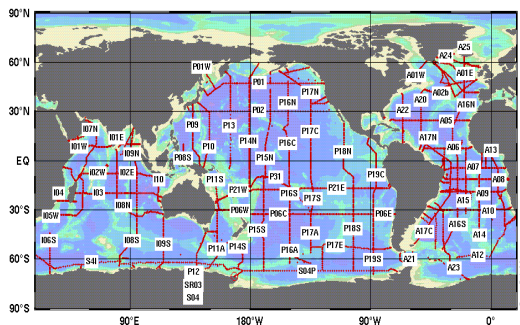 90°N
A25
A24
P01W
A01W
A01E
60°N
P01
P17N
A02b
A20
P02
P16N
A16N
A22
30°N
I07N
P09
P13
P17C
A05
I01E
P14N
A17N
I01W
P10
P16C
A06
A13
I09N
P08S
P15N
P18N
EQ
A07
I02W
I02E
I10
P11S
P31
P19C
A08
I04
I03
P21W
P16S
P21E
A09
P17S
A15
I08N
30°S
I05W
P06W
P06C
P06E
A10
A16S
P15S
P17A
P18S
A17C
A14
I06S
I08S
I09S
P11A
P14S
P16A
P17E
60°S
S4I
P19S
A21
A12
A23
P12
S04P
SR03
S04
90°S
90°E
180°W
90°W
0°